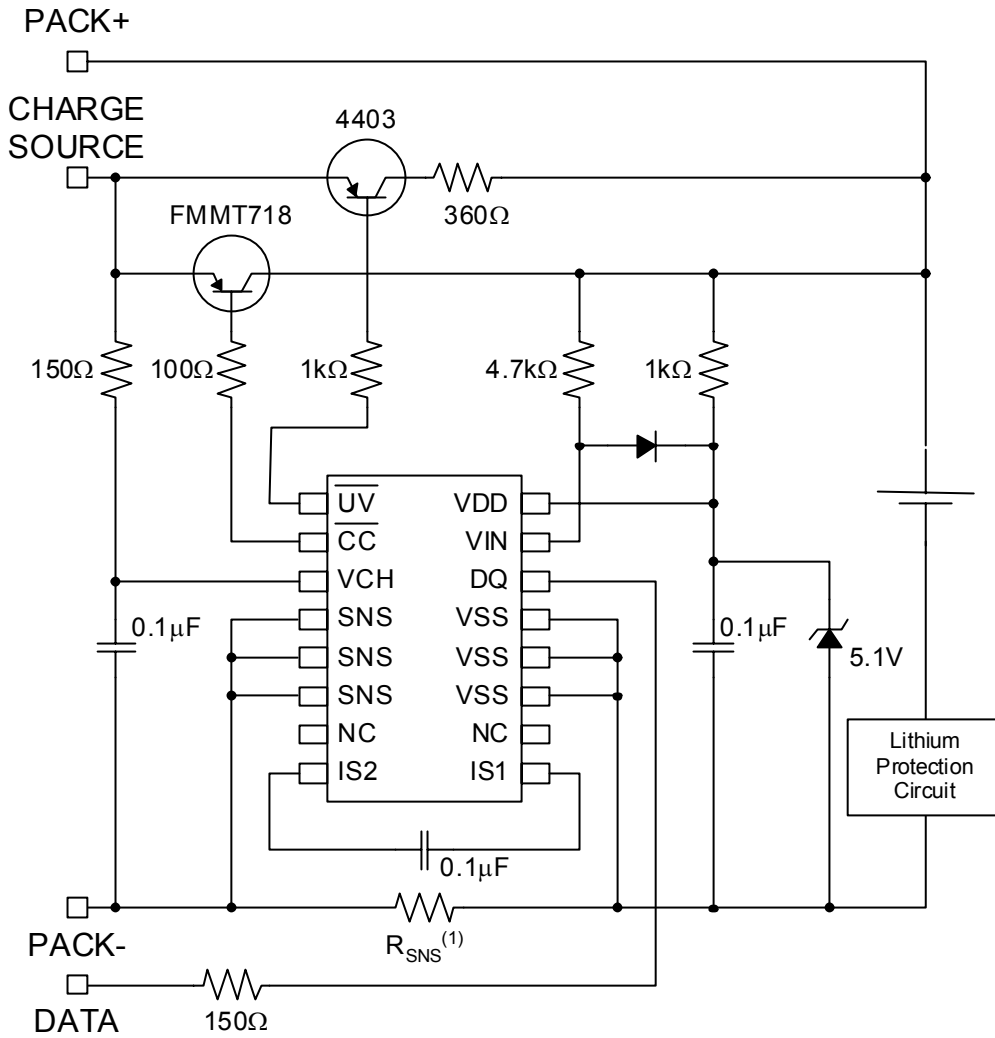 PACK+
CHARGE
SOURCE
4403
360Ω
FMMT718
150Ω
100Ω
1kΩ
4.7kΩ
1kΩ
UV
VDD
CC
VIN
VCH
DQ
SNS
VSS
SNS
VSS
SNS
VSS
NC
NC
IS2
IS1
0.1μF
0.1μF
5.1V
Lithium
Protection
Circuit
0.1μF
PACK-
RSNS(1)
DATA
150Ω